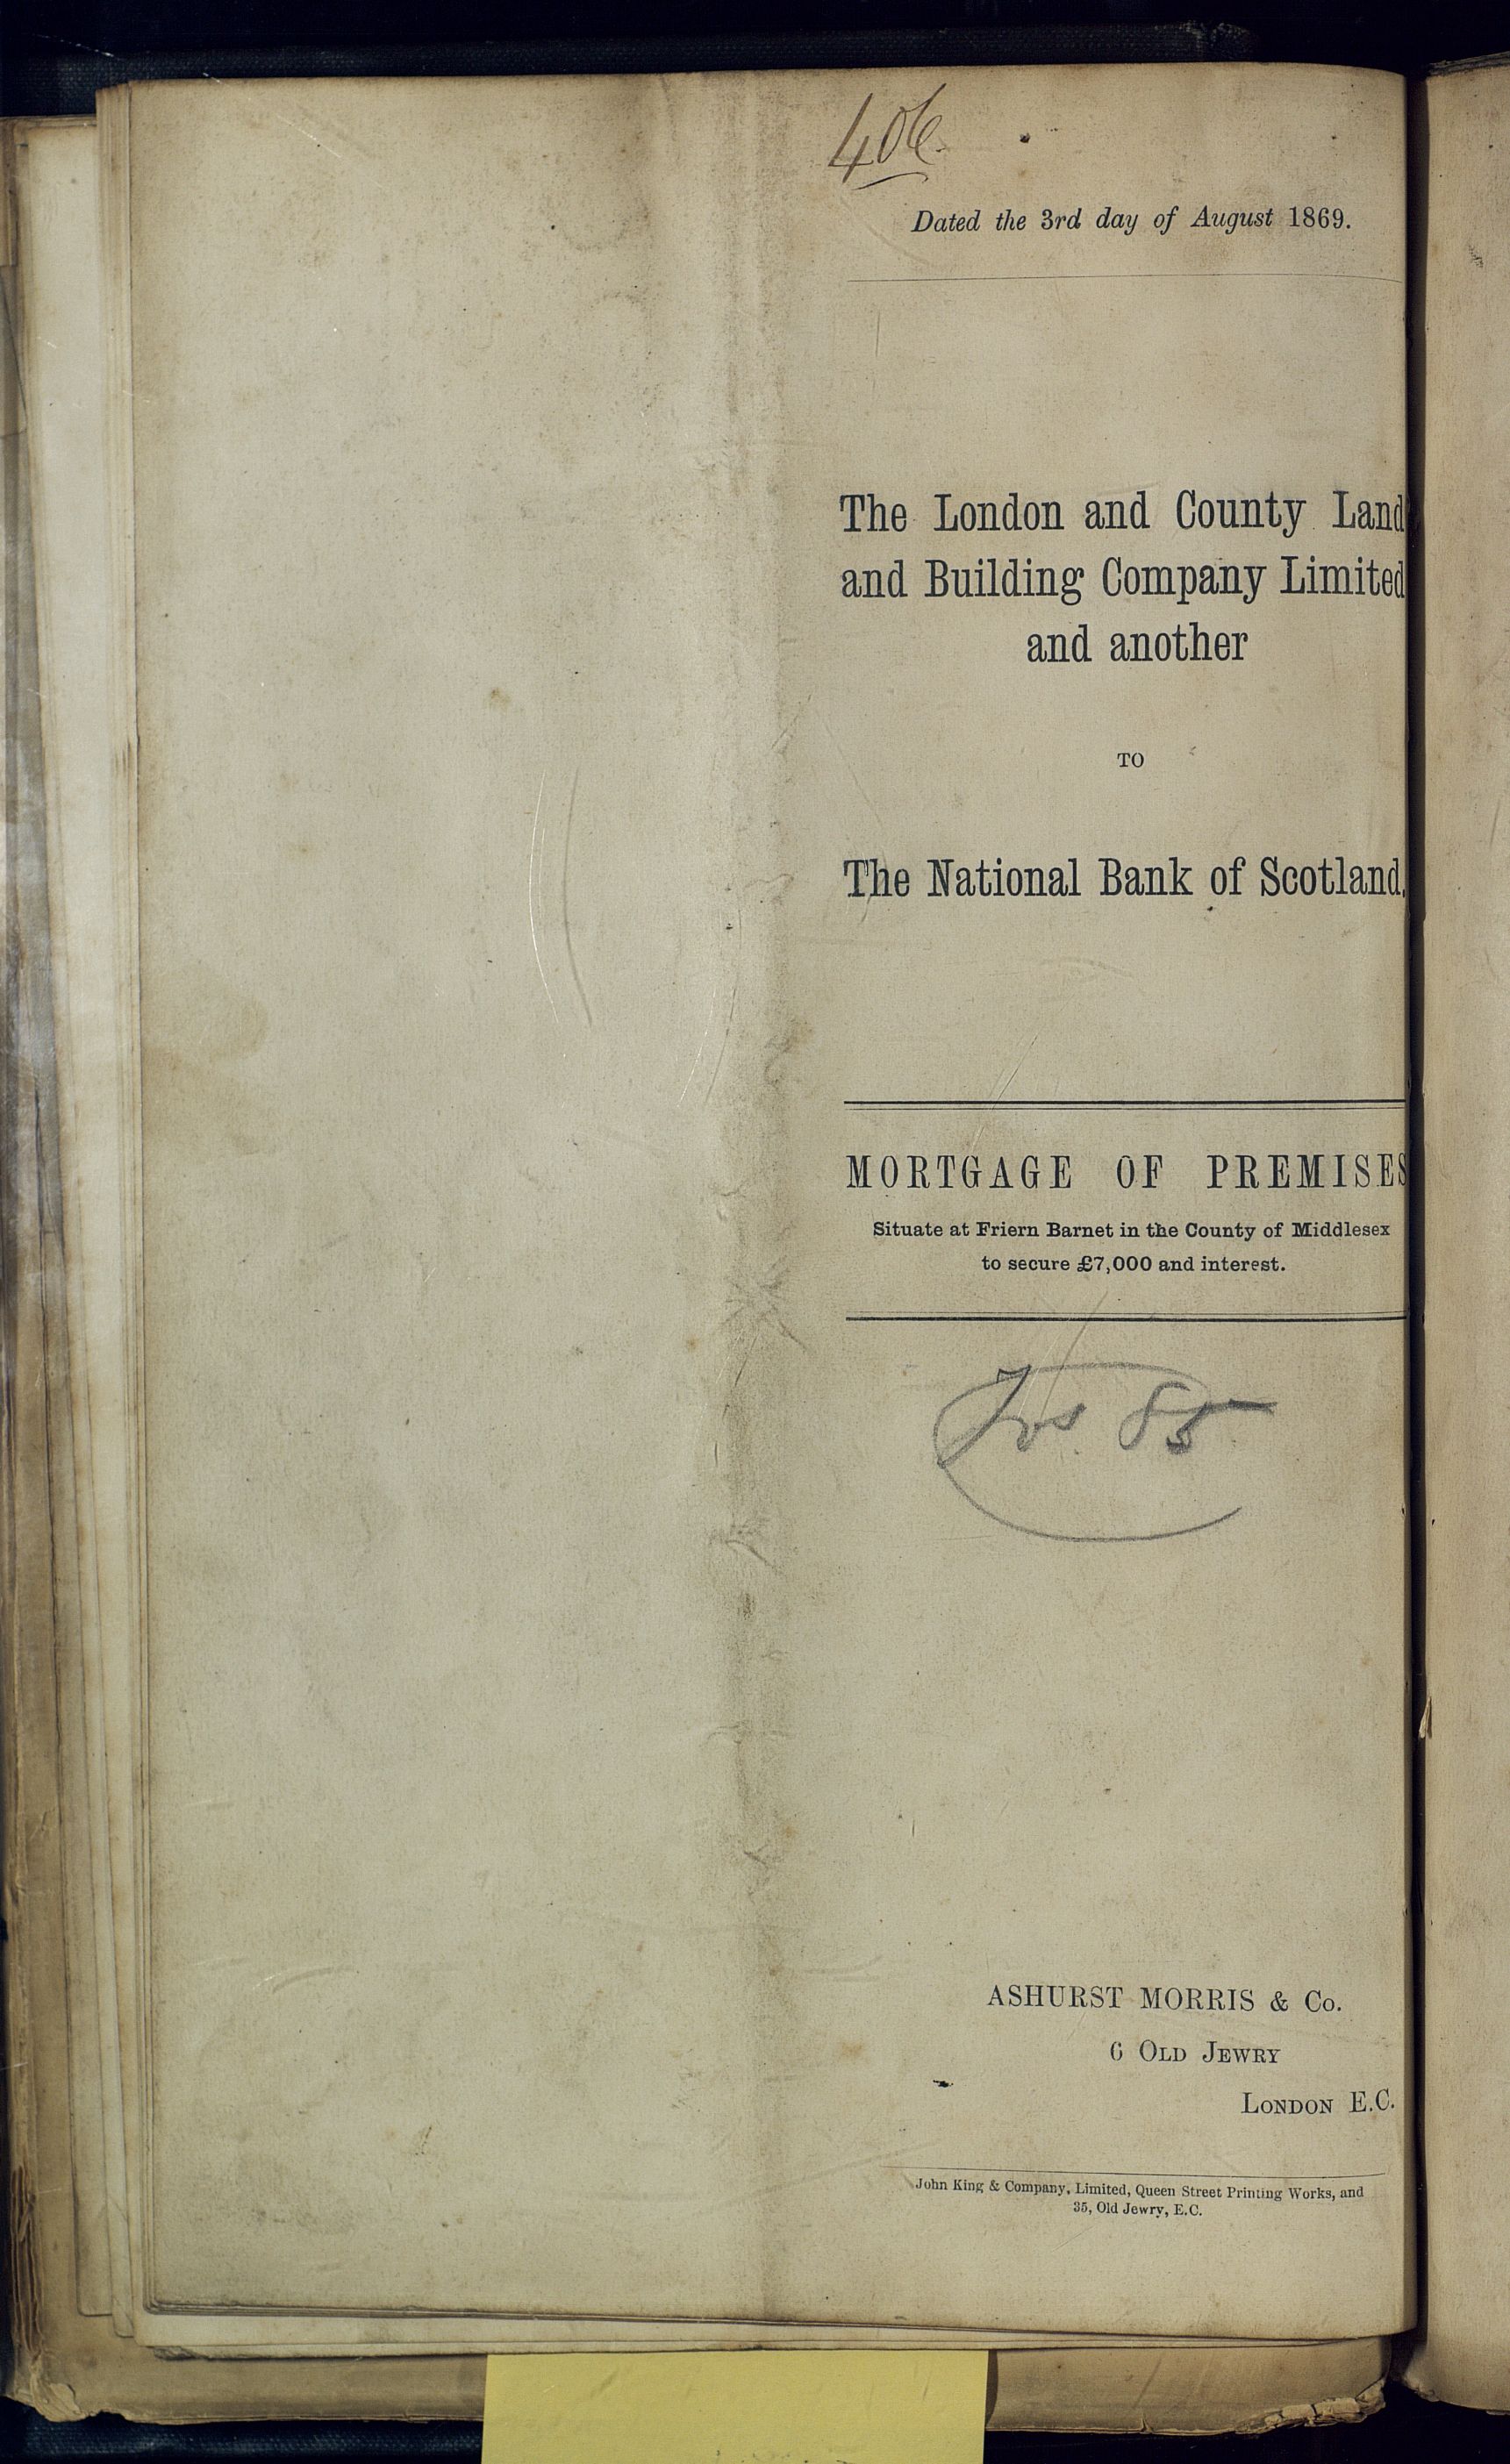 406
Dated the 3rd day of August 1869.
The London and County Land
and Building Company Limited
and another
TO
The National Bank of Scotland.
MORTGAGE OF PREMISES
Situate at Friern Barnet in the County of Middlesex
to secure £7,000 and interest.
85
ASHURST MORRIS & Co.
6 OLD JEWRY
LONDON E.C.
John King & Company, Limited, Queen Street Printing Works, and
35, Old Jewry, E.C.